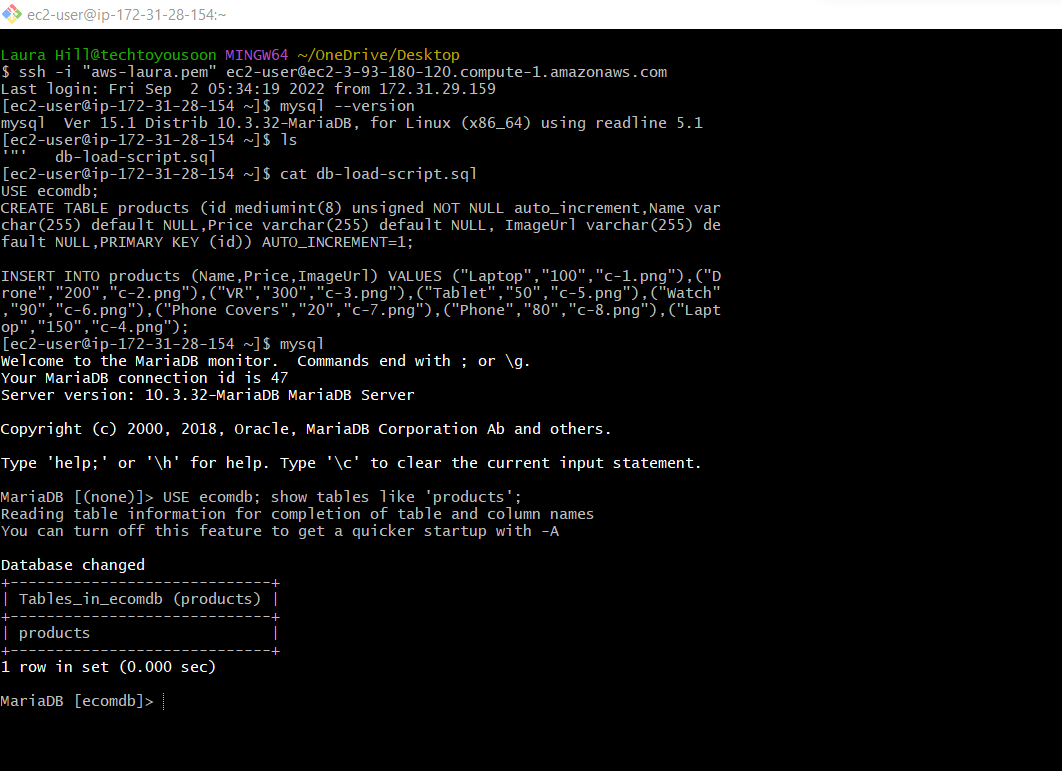 ec2-user@ip-172-31-28-154:~
Laura Hill@techtoyousoon MINGW64 ~/OneDrive/Desktop
$ ssh -i "aws-laura.pem" ec2-user@ec2-3-93-180-120.compute-1.amazonaws.com
Last login: Fri Sep  2 05:34:19 2022 from 172.31.29.159
[ec2-user@ip-172-31-28-154 ~]$ mysql --version
mysql  Ver 15.1 Distrib 10.3.32-MariaDB, for Linux (x86_64) using readline 5.1
[ec2-user@ip-172-31-28-154 ~]$ ls
'"'   db-load-script.sql
[ec2-user@ip-172-31-28-154 ~]$ cat db-load-script.sql
USE ecomdb;
CREATE TABLE products (id mediumint(8) unsigned NOT NULL auto_increment,Name var
char(255) default NULL,Price varchar(255) default NULL, ImageUrl varchar(255) de
fault NULL,PRIMARY KEY (id)) AUTO_INCREMENT=1;

INSERT INTO products (Name,Price,ImageUrl) VALUES ("Laptop","100","c-1.png"),("D
rone","200","c-2.png"),("VR","300","c-3.png"),("Tablet","50","c-5.png"),("Watch"
,"90","c-6.png"),("Phone Covers","20","c-7.png"),("Phone","80","c-8.png"),("Lapt
op","150","c-4.png");
[ec2-user@ip-172-31-28-154 ~]$ mysql
Welcome to the MariaDB monitor.  Commands end with ; or \g.
Your MariaDB connection id is 47
Server version: 10.3.32-MariaDB MariaDB Server

Copyright (c) 2000, 2018, Oracle, MariaDB Corporation Ab and others.

Type 'help;' or '\h' for help. Type '\c' to clear the current input statement.

MariaDB [(none)]> USE ecomdb; show tables like 'products';
Reading table information for completion of table and column names
You can turn off this feature to get a quicker startup with -A

Database changed
+-----------------------------+
| Tables_in_ecomdb (products) |
+-----------------------------+
| products                    |
+-----------------------------+
1 row in set (0.000 sec)

MariaDB [ecomdb]>